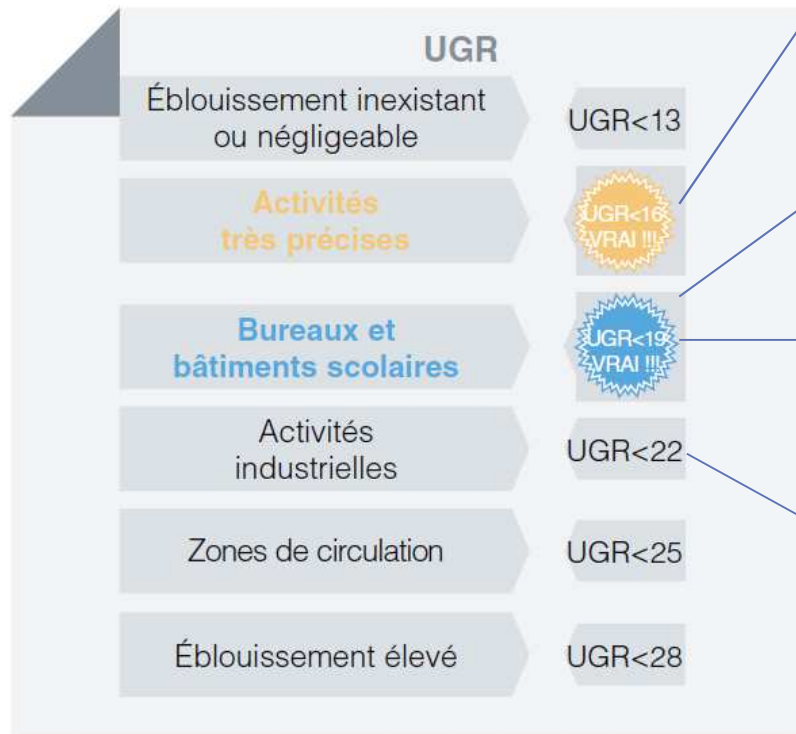 UGR
Éblouissement inexistant
ou négligeable
UGR<13
Activités
très précises
UGR<16
VRAI !!!
Bureaux et
bâtiments scolaires
UGR<19
VRAI !!!
Activités
industrielles
UGR<22
Zones de circulation
UGR<25
Éblouissement élevé
UGR<28